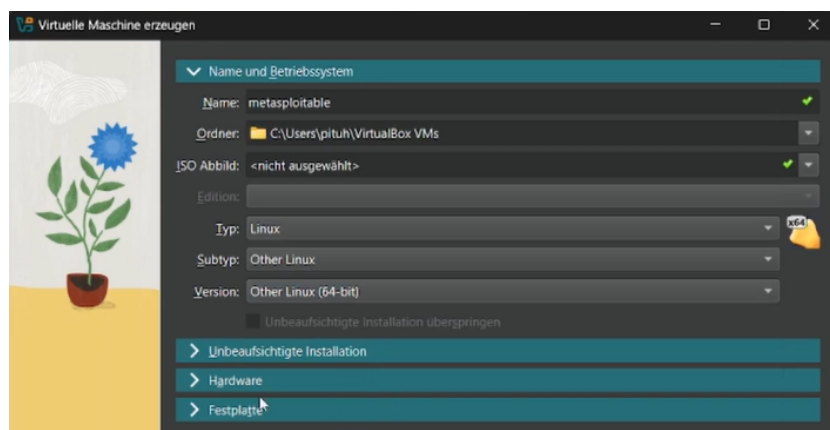 Virtuelle Maschine erzeugen
Name und Betriebssystem
Name: metasploitable
Ordner: C:\Users\pituh\VirtualBox VMs
ISO Abbild: <nicht ausgewählt>
Edition:
Typ: Linux
x64
Subtyp: Other Linux
Version: Other Linux (64-bit)
Unbeaufsichtigte Installation überspringen
Unbeaufsichtigte Installation
Hardware
Festplatte